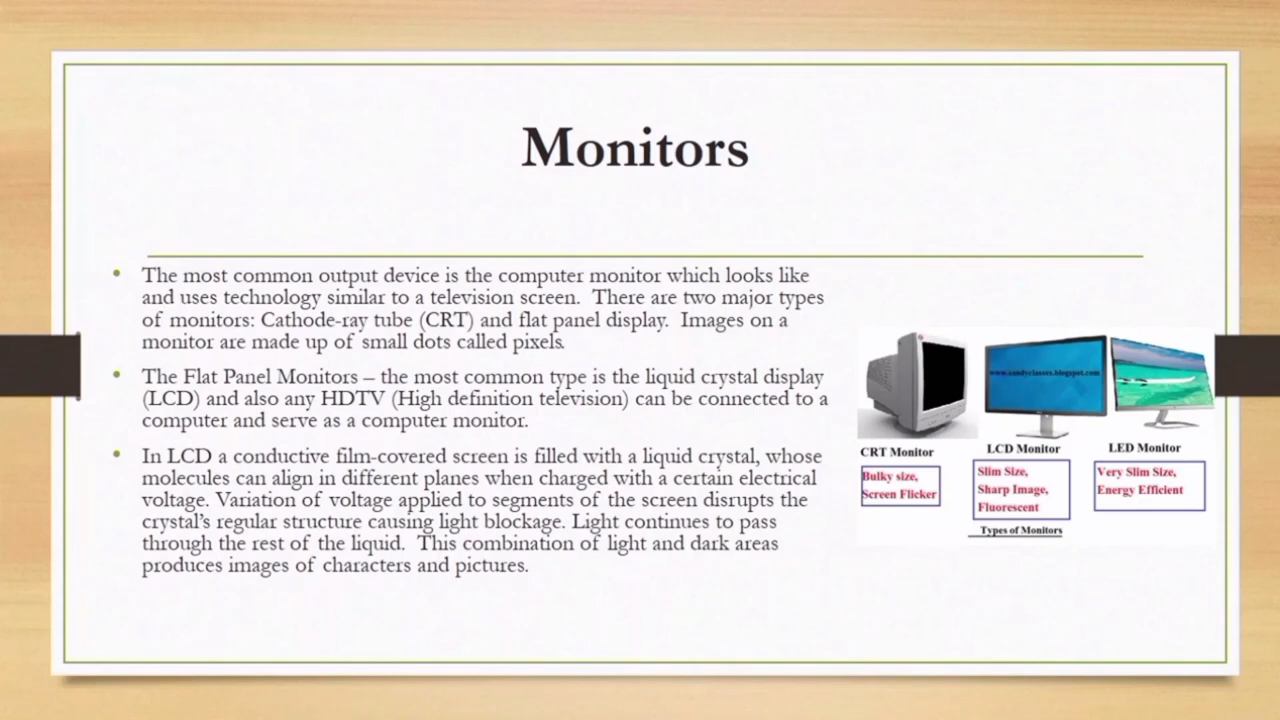 Monitors
• The most common output device is the computer monitor which looks like
and uses technology similar to a television screen.  There are two major types
of monitors: Cathode-ray tube (CRT) and flat panel display.  Images on a
monitor are made up of small dots called pixels.
• The Flat Panel Monitors – the most common type is the liquid crystal display
(LCD) and also any HDTV (High definition television) can be connected to a
computer and serve as a computer monitor.
• In LCD a conductive film-covered screen is filled with a liquid crystal, whose
molecules can align in different planes when charged with a certain electrical
voltage. Variation of voltage applied to segments of the screen disrupts the
crystal’s regular structure causing light blockage. Light continues to pass
through the rest of the liquid.  This combination of light and dark areas
produces images of characters and pictures.
www.sandyclasses.blogspot.com
CRT Monitor
Bulky size,
Screen Flicker
LCD Monitor
Slim Size,
Sharp Image,
Fluorescent
LED Monitor
Very Slim Size,
Energy Efficient
Types of Monitors